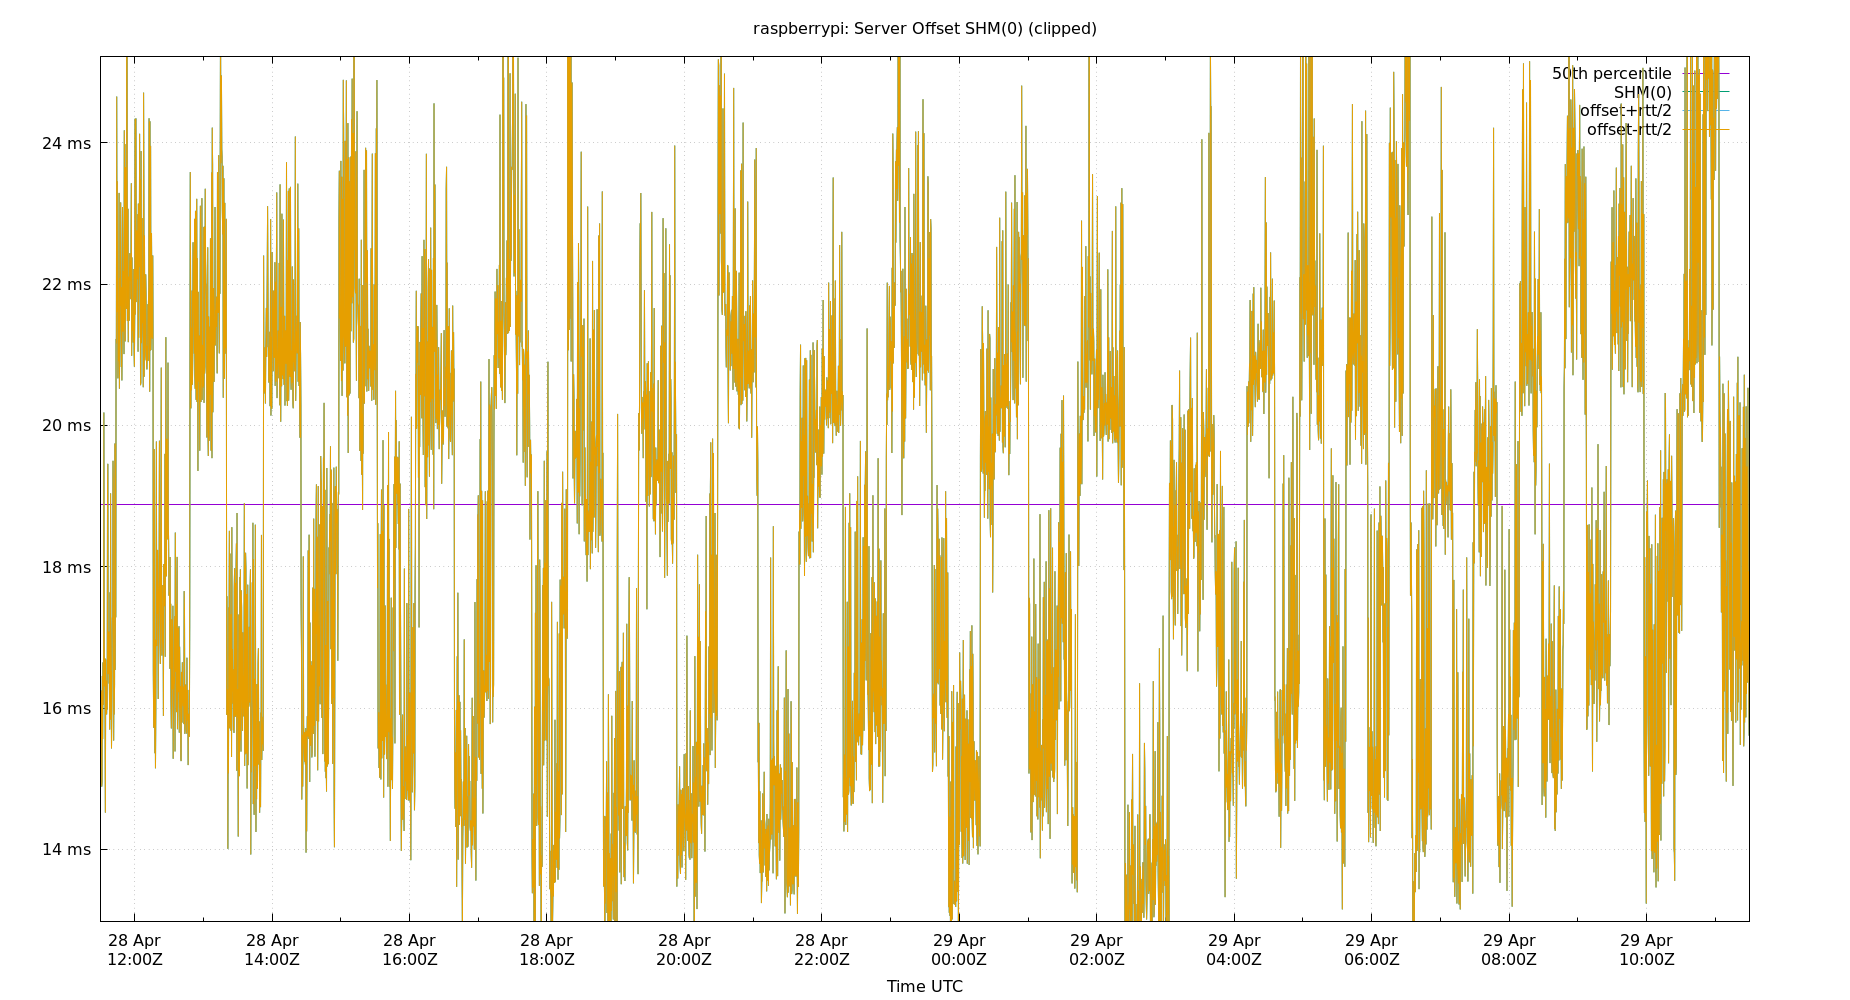 raspberrypi: Server Offset SHM(0) (clipped)
50th percentile
SHM(0)
offset+rtt/2
offset-rtt/2
24 ms
22 ms
20 ms
18 ms
16 ms
14 ms
28 Apr 28 Apr 28 Apr 28 Apr 28 Apr 28 Apr 29 Apr 29 Apr 29 Apr 29 Apr 29 Apr 29 Apr
12:00Z 14:00Z 16:00Z 18:00Z 20:00Z 22:00Z 00:00Z 02:00Z 04:00Z 06:00Z 08:00Z 10:00Z
Time UTC